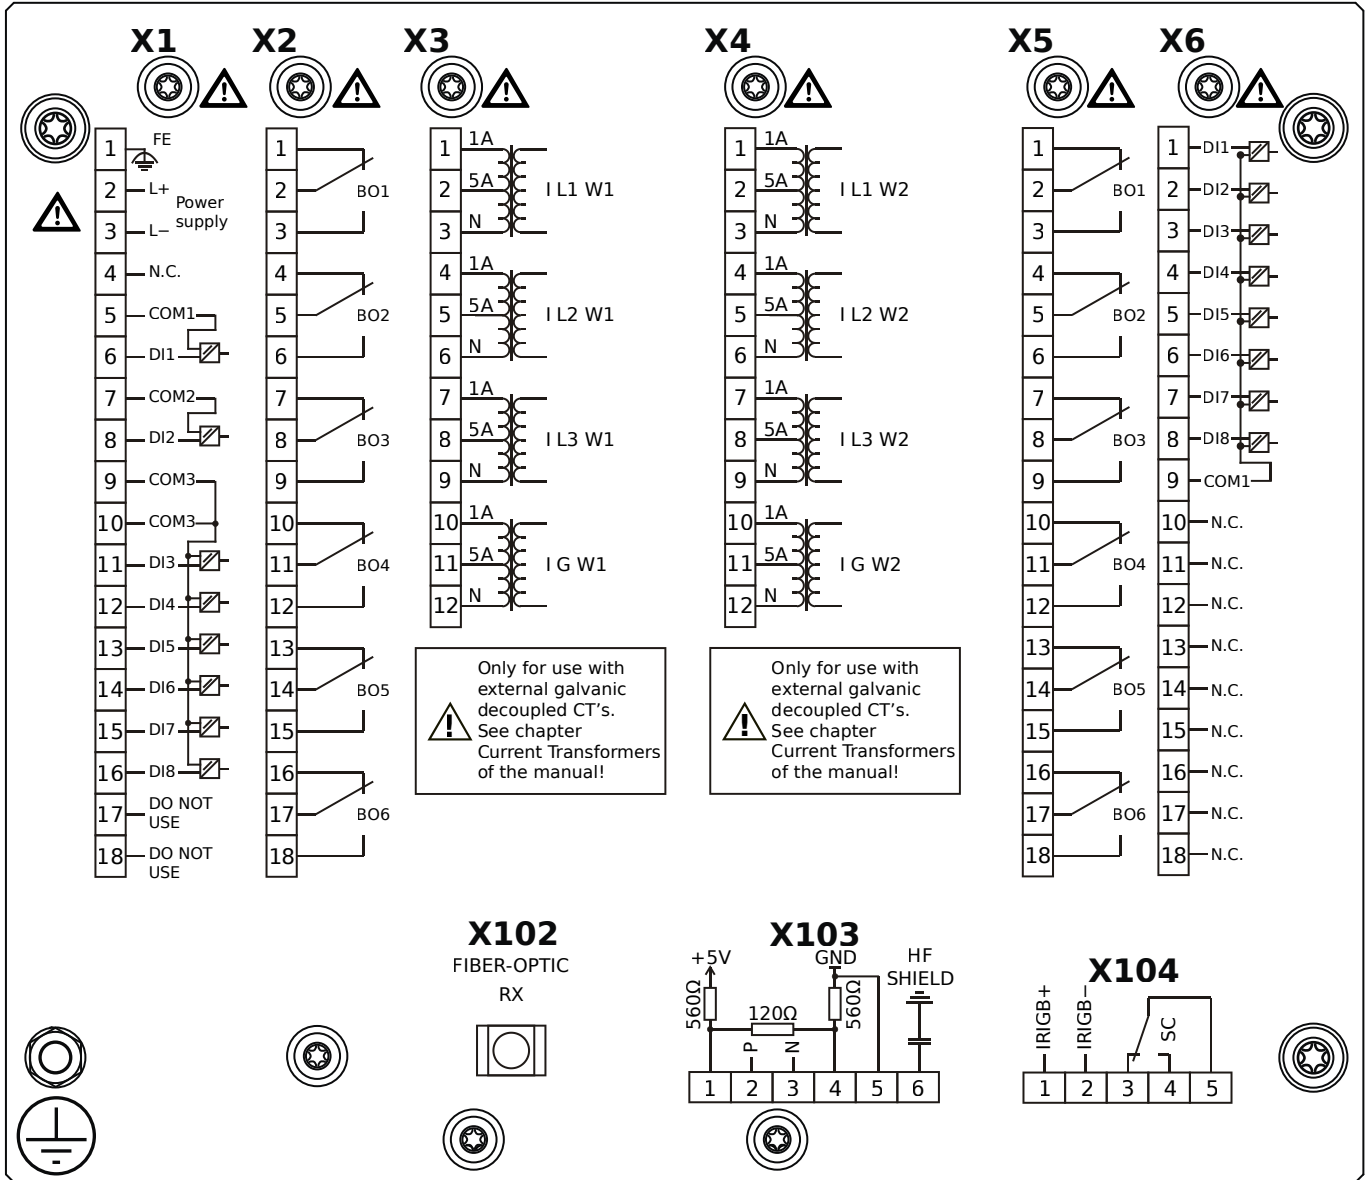 X1
X2
X3
X4
X5
X6
1
FE
2
L+
Power
supply
3
L−
4
N.C.
5
COM1
6
DI1
7
COM2
8
DI2
9
COM3
10
COM3
11
DI3
12
DI4
13
DI5
14
DI6
15
DI7
16
DI8
17
DO NOT
USE
18
DO NOT
USE
1
2
BO1
3
4
5
BO2
6
7
8
BO3
9
10
11
BO4
12
13
14
BO5
15
16
17
BO6
18
1
1A
2
5A
I L1 W1
3
N
4
1A
5
5A
I L2 W1
6
N
7
1A
8
5A
I L3 W1
9
N
10
1A
11
5A
I G W1
12
N
Only for use with
external galvanic
decoupled CT's.
See chapter
Current Transformers
of the manual!
1
1A
2
5A
I L1 W2
3
N
4
1A
5
5A
I L2 W2
6
N
7
1A
8
5A
I L3 W2
9
N
10
1A
11
5A
I G W2
12
N
Only for use with
external galvanic
decoupled CT's.
See chapter
Current Transformers
of the manual!
1
2
BO1
3
4
5
BO2
6
7
8
BO3
9
10
11
BO4
12
13
14
BO5
15
16
17
BO6
18
1
DI1
2
DI2
3
DI3
4
DI4
5
DI5
6
DI6
7
DI7
8
DI8
9
COM1
10
N.C.
11
N.C.
12
N.C.
13
N.C.
14
N.C.
15
N.C.
16
N.C.
17
N.C.
18
N.C.
X102
FIBER-OPTIC
RX
X103
+5V
GND
HF
SHIELD
560Ω
120Ω
560Ω
P
N
1 2 3 4 5 6
X104
IRIGB+
IRIGB−
SC
1 2 3 4 5